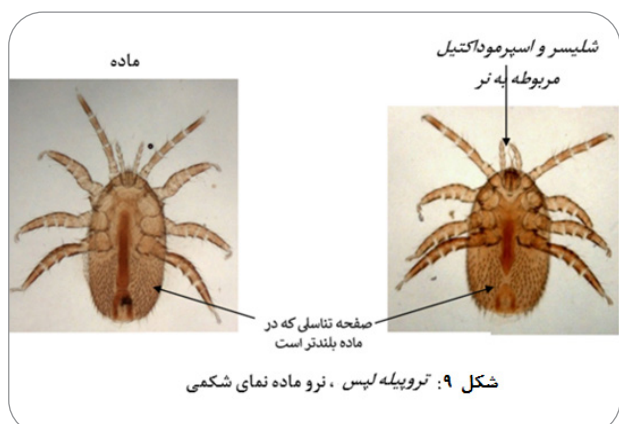 شلیسر و اسپرموداکتیل
مربوطه به نر
ماده
صفحه تناسلی که در
ماده بلندتر است
شکل ۹: تروپیله لپس ، نرو ماده نمای شکمی